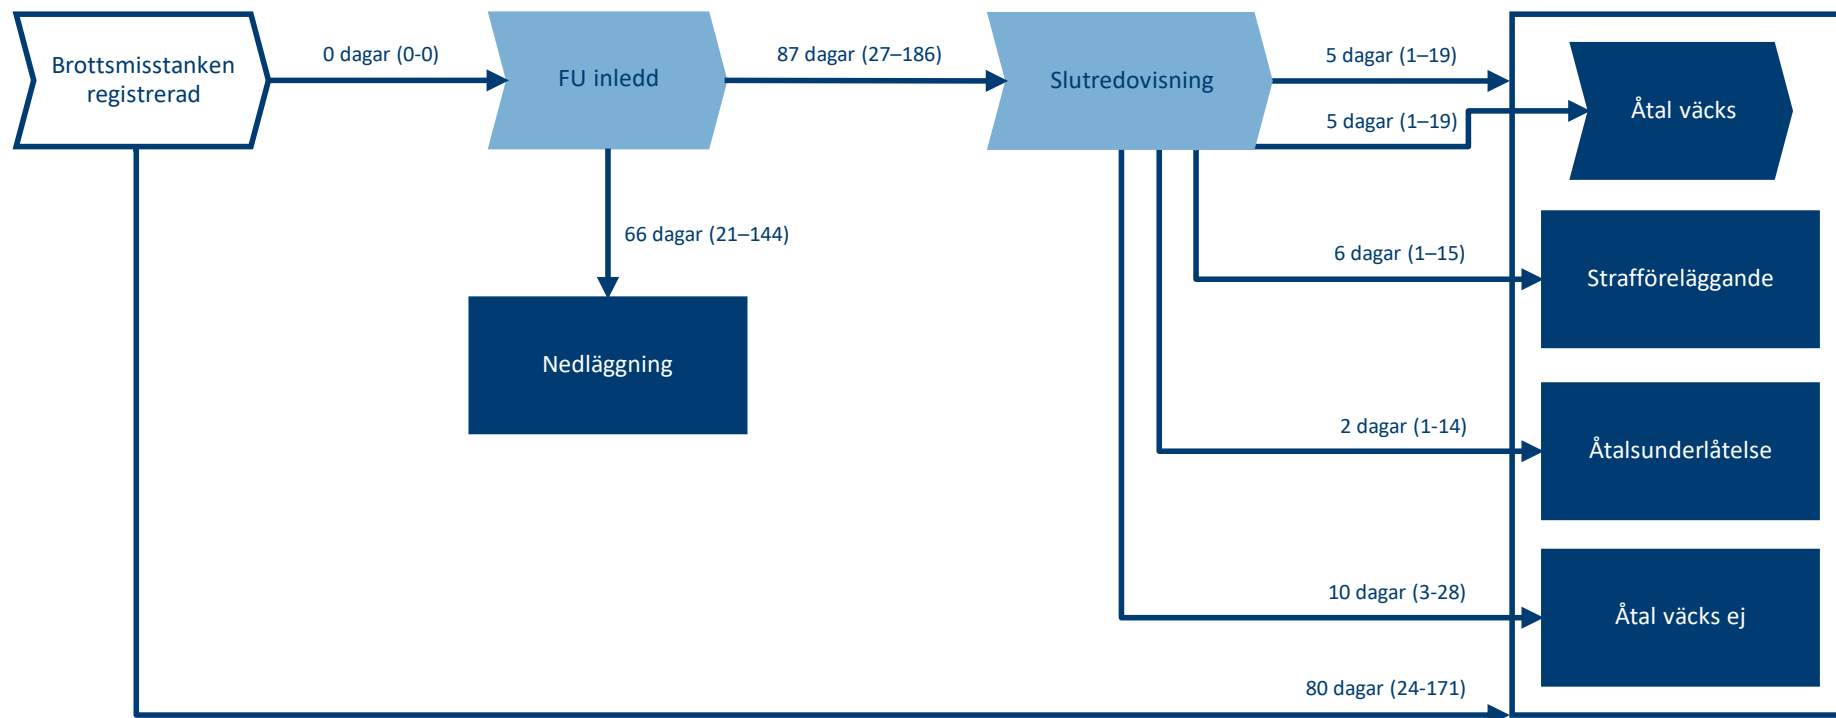 Brottsmisstanken
registrerad
0 dagar (0-0)
FU inledd
87 dagar (27–186)
Slutredovisning
5 dagar (1–19)
5 dagar (1–19)
Åtal väcks
66 dagar (21–144)
6 dagar (1–15)
Strafföreläggande
Nedläggning
2 dagar (1-14)
Åtalsunderlåtelse
10 dagar (3-28)
Åtal väcks ej
80 dagar (24-171)